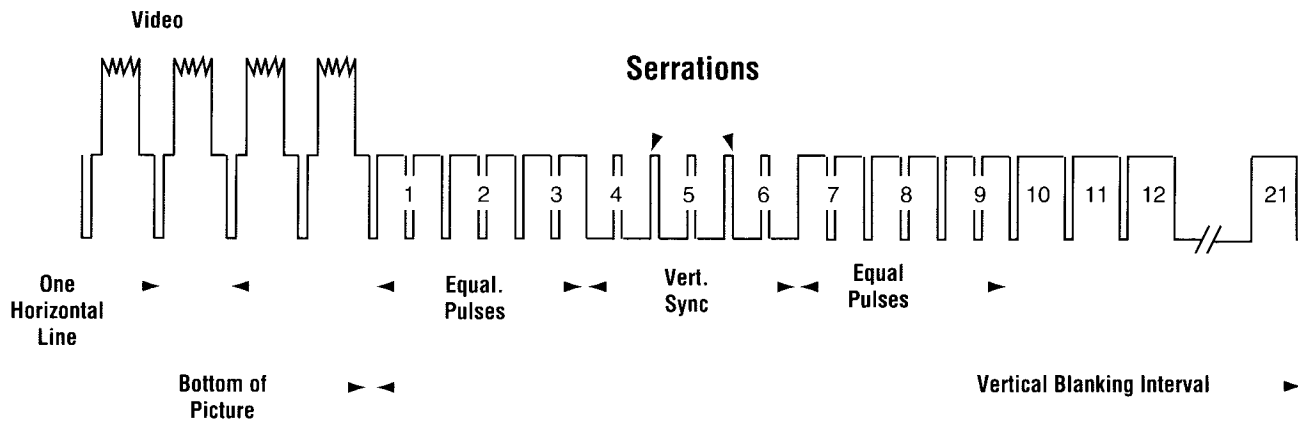 Video
Serrations
1 2 3 4 5 6 7 8 9 10 11 12 21
One
Horizontal
Line
Equal.
Pulses
Vert.
Sync
Equal
Pulses
Bottom of
Picture
Vertical Blanking Interval